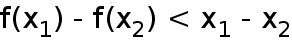 f(x₁) - f(x₂) < x₁ - x₂